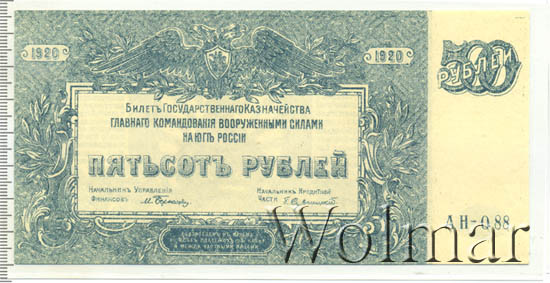 1920
1920
500
РУБЛЕЙ
БИЛЕТЪ ГОСУДАРСТВЕННАГО КАЗНАЧЕЙСТВА
ГЛАВНАГО КОМАНДОВАНІЯ ВООРУЖЕННЫМИ СИЛАМИ
НА ЮГѢ РОССІИ
ПЯТЬСОТЪ РУБЛЕЙ
НАЧАЛЬНИКЪ УПРАВЛЕНІЯ
ФИНАНСОВЪ
НАЧАЛЬНИКЪ КРЕДИТНОЙ
ЧАСТИ
АН-088
Wolmar